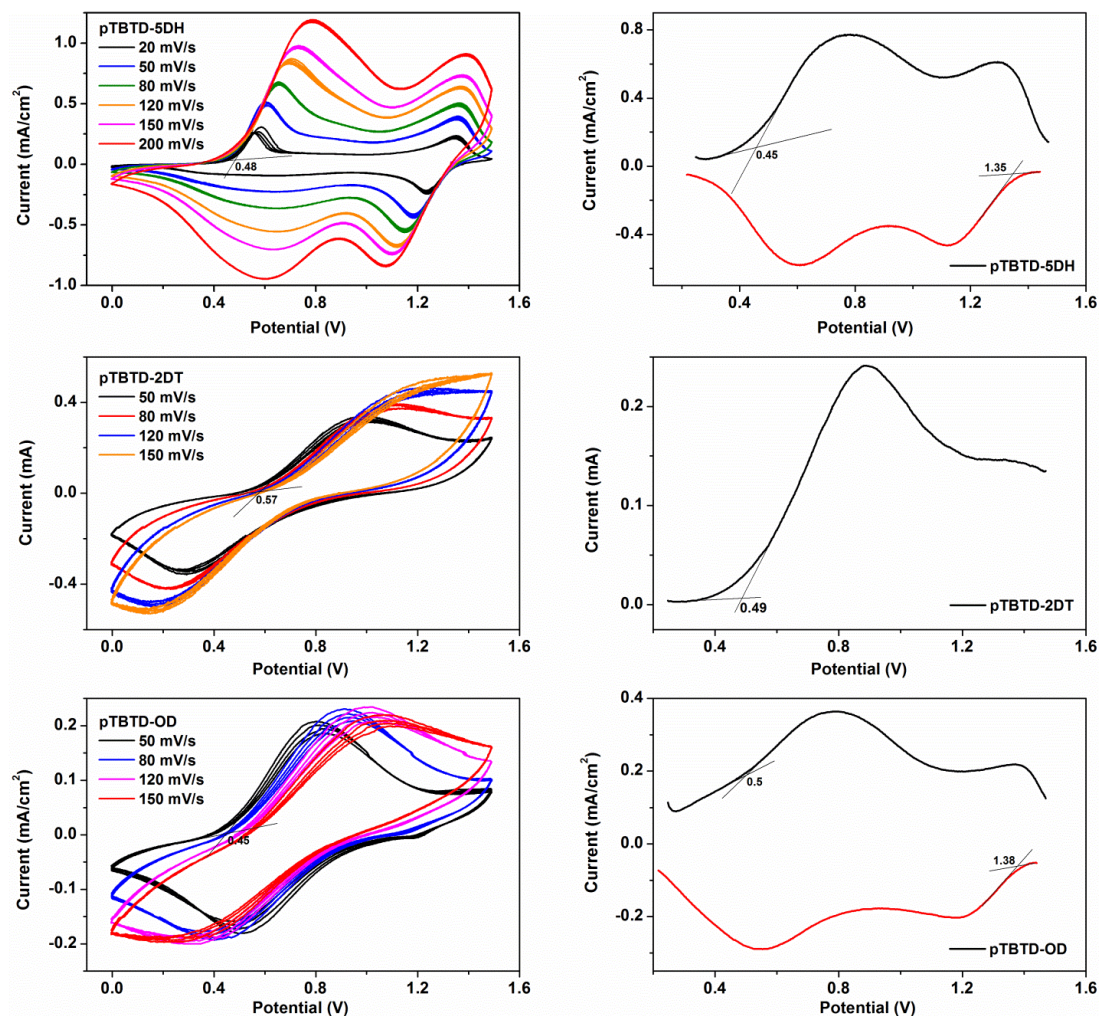 pTBTD-5DH
20 mV/s
50 mV/s
80 mV/s
120 mV/s
150 mV/s
200 mV/s
1.0
0.5
0.0
-0.5
-1.0
Current (mA/cm²)
0.48
0.0
0.4
0.8
1.2
1.6
Potential (V)
0.8
0.4
0.0
-0.4
Current (mA/cm²)
0.45
1.35
pTBTD-5DH
0.4
0.8
1.2
1.6
Potential (V)
pTBTD-2DT
50 mV/s
80 mV/s
120 mV/s
150 mV/s
0.4
0.0
-0.4
Current (mA)
0.57
0.0
0.4
0.8
1.2
1.6
Potential (V)
0.2
0.1
0.0
Current (mA)
0.49
pTBTD-2DT
0.4
0.8
1.2
1.6
Potential (V)
pTBTD-OD
50 mV/s
80 mV/s
120 mV/s
150 mV/s
0.2
0.1
0.0
-0.1
-0.2
Current (mA/cm²)
0.45
0.0
0.4
0.8
1.2
1.6
Potential (V)
0.4
0.2
0.0
-0.2
Current (mA/cm²)
0.5
1.38
pTBTD-OD
0.4
0.8
1.2
1.6
Potential (V)